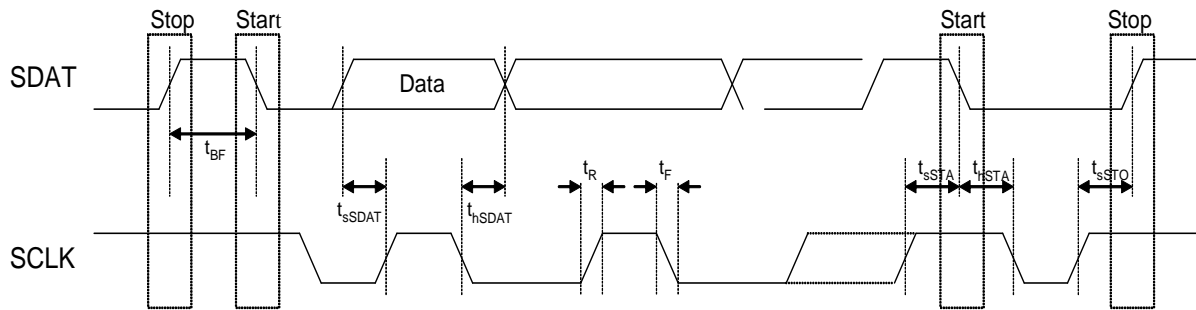 Stop Start Start Stop
SDAT Data
tBF
tR tF tsSTA thSTA tsSTO
tsSDAT thSDAT
SCLK